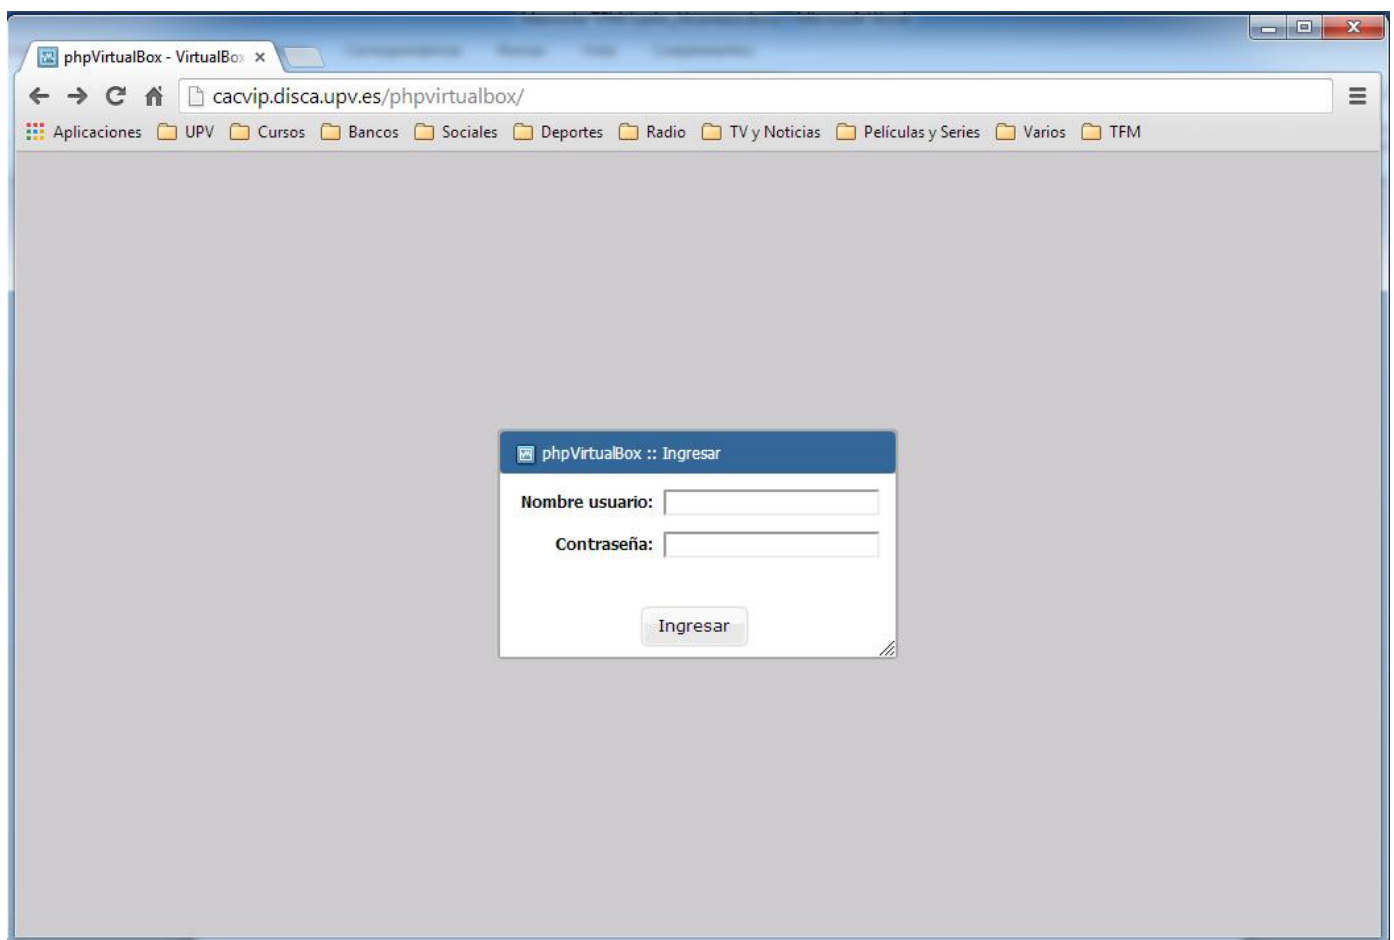 phpVirtualBox - VirtualBox
cacvip.disca.upv.es/phpvirtualbox/
Aplicaciones UPV Cursos Bancos Sociales Deportes Radio TV y Noticias Películas y Series Varios TFM
phpVirtualBox :: Ingresar
Nombre usuario:
Contraseña:
Ingresar